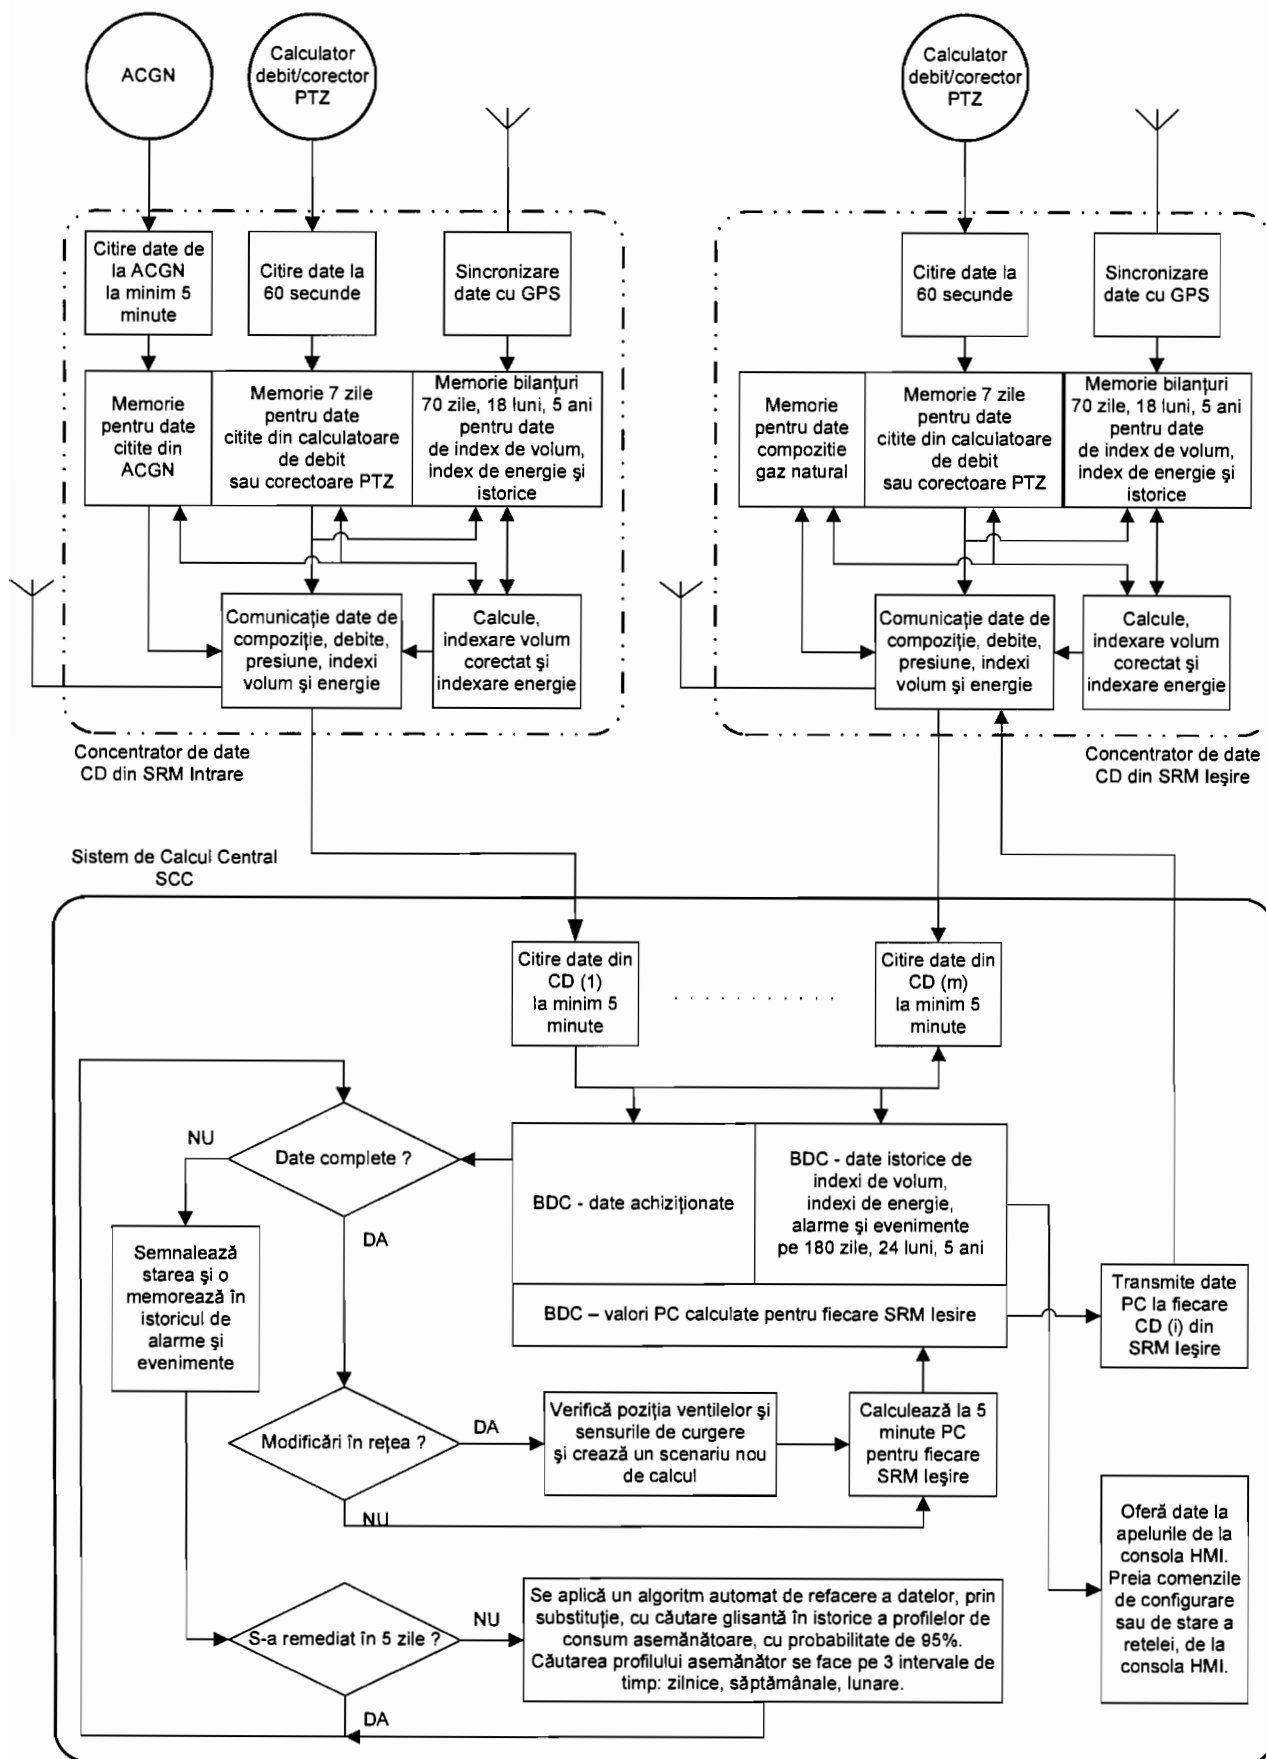 ACGN
Calculator
debit/corector
PTZ
Calculator
debit/corector
PTZ
Citire date de
la ACGN
la minim 5
minute
Citire date la
60 secunde
Sincronizare
date cu GPS
Citire date la
60 secunde
Sincronizare
date cu GPS
Memorie
pentru date
citite din
ACGN
Memorie 7 zile
pentru date
citite din calculatoare
de debit
sau corectoare PTZ
Memorie bilanțuri
70 zile, 18 luni, 5 ani
pentru date
de index de volum,
index de energie şi
istorice
Memorie
pentru date
compozitie
gaz natural
Memorie 7 zile
pentru date
citite din calculatoare
de debit
sau corectoare PTZ
Memorie bilanțuri
70 zile, 18 luni, 5 ani
pentru date
de index de volum,
index de energie şi
istorice
Comunicație date de
compoziție, debite,
presiune, indexi
volum şi energie
Calcule,
indexare volum
corectat şi
indexare energie
Comunicație date de
compoziție, debite,
presiune, indexi
volum şi energie
Calcule,
indexare volum
corectat şi
indexare energie
Concentrator de date
CD din SRM Intrare
Concentrator de date
CD din SRM Ieşire
Sistem de Calcul Central
SCC
Citire date din
CD (1)
la minim 5
minute
. . . . . . . . . . . .
Citire date din
CD (m)
la minim 5
minute
NU
Date complete ?
DA
BDC - date achiziționate
BDC - date istorice de
indexi de volum,
indexi de energie,
alarme şi evenimente
pe 180 zile, 24 luni, 5 ani
BDC – valori PC calculate pentru fiecare SRM Iesire
Semnalează
starea şi o
memorează în
istoricul de
alarme şi
evenimente
Transmite date
PC la fiecare
CD (i) din
SRM Ieşire
Modificări în rețea ?
DA
NU
Verifică poziția ventilelor şi
sensurile de curgere
şi crează un scenariu nou
de calcul
Calculează la 5
minute PC
pentru fiecare
SRM Ieşire
Oferă date la
apelurile de la
consola HMI.
Preia comenzile
de configurare
sau de stare a
retelei, de la
consola HMI.
S-a remediat în 5 zile ?
NU
DA
Se aplică un algoritm automat de refacere a datelor, prin
substituție, cu căutare glisantă în istorice a profilelor de
consum asemănătoare, cu probabilitate de 95%.
Căutarea profilului asemănător se face pe 3 intervale de
timp: zilnice, săptămânale, lunare.